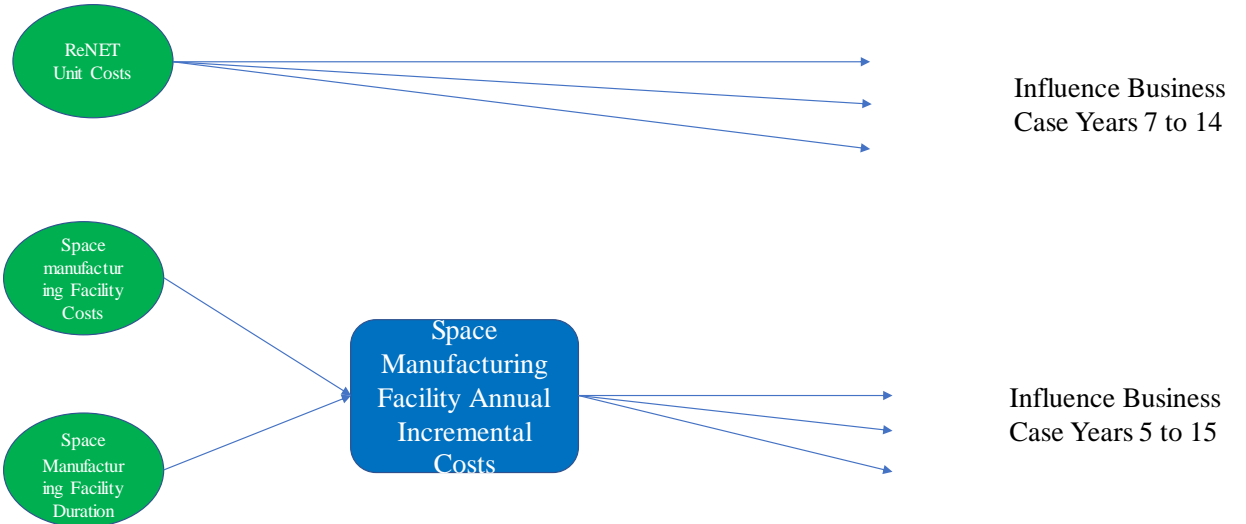 ReNET
Unit Costs
Influence Business
Case Years 7 to 14
Space
manufactur
ing Facility
Costs
Space
Manufacturing
Facility Annual
Incremental
Costs
Influence Business
Case Years 5 to 15
Space
Manufactur
ing Facility
Duration